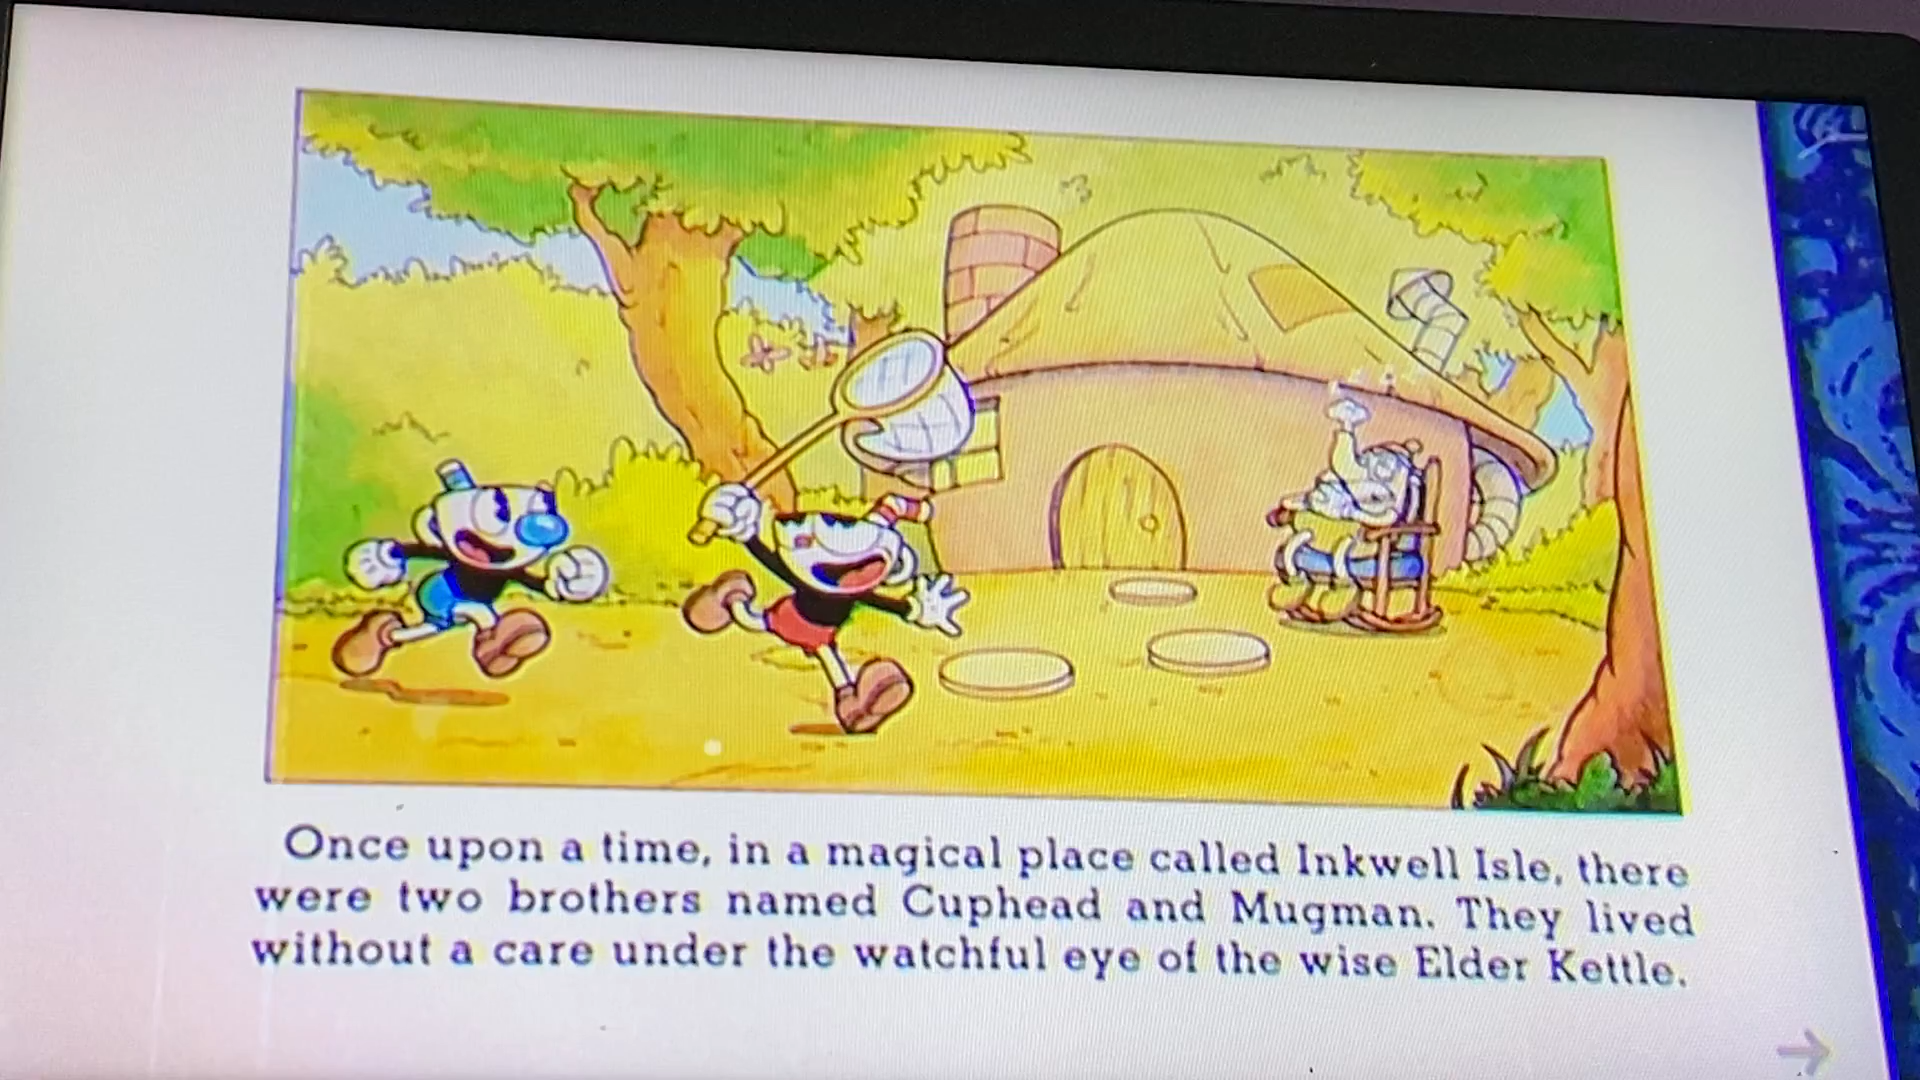 Once upon a time, in a magical place called Inkwell Isle, there
were two brothers named Cuphead and Mugman. They lived
without a care under the watchful eye of the wise Elder Kettle.